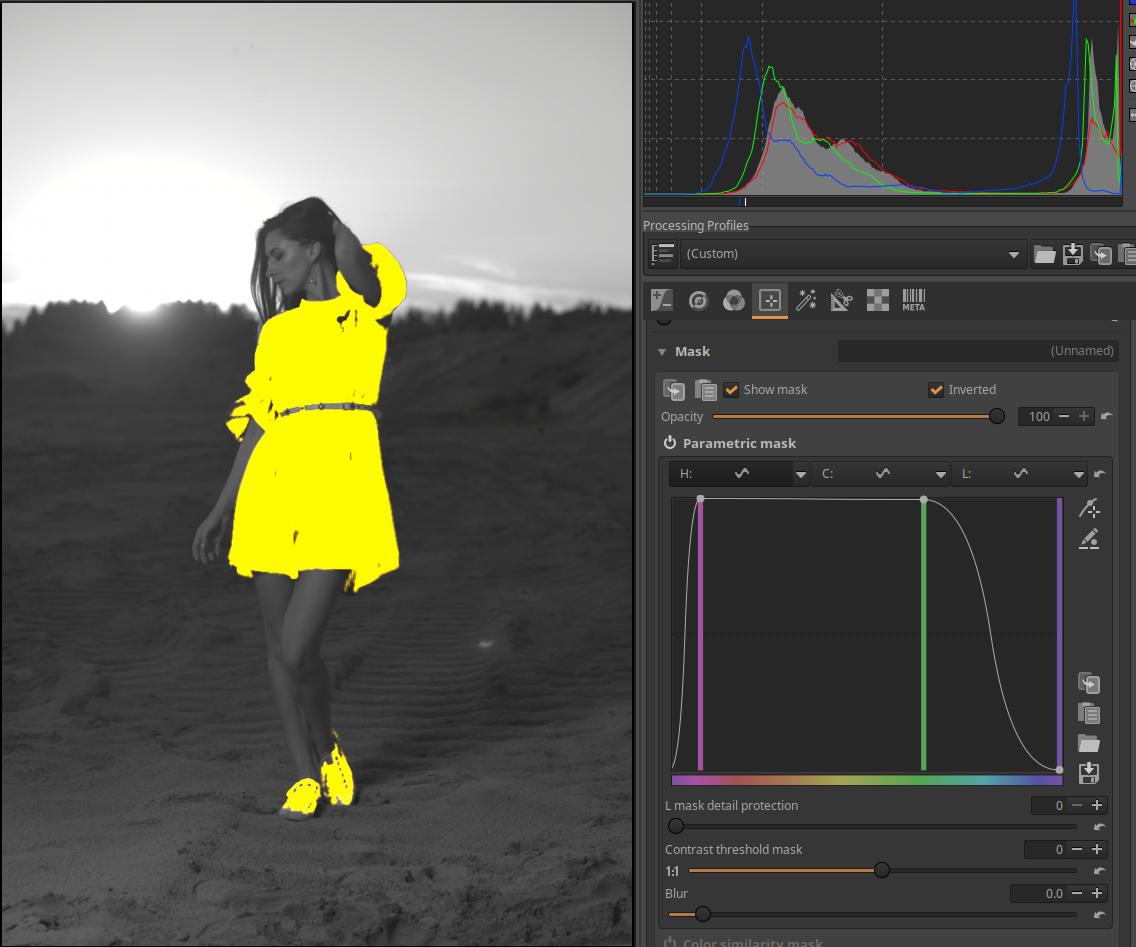 Processing Profiles
(Custom)
META
Mask
(Unnamed)
Show mask
Inverted
Opacity
100
Parametric mask
H:
C:
L:
L mask detail protection
0
Contrast threshold mask
0
1:1
Blur
0.0
Color similarity mask